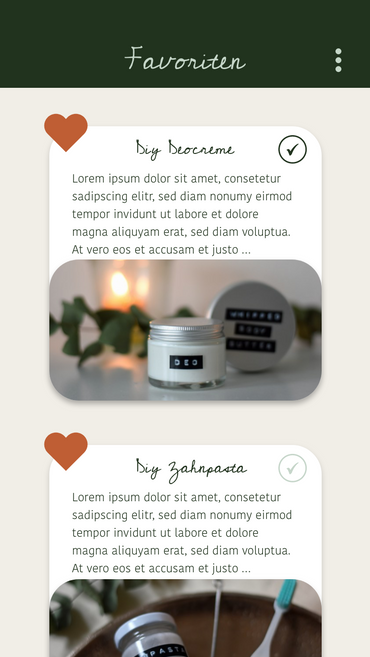 Favoriten
Diy Deocreme
Lorem ipsum dolor sit amet, consetetur
sadipscing elitr, sed diam nonumy eirmod
tempor invidunt ut labore et dolore
magna aliquyam erat, sed diam voluptua.
At vero eos et accusam et justo ...
WHIPPED
BODY
BUTTER
DEO
Diy Zahnpasta
Lorem ipsum dolor sit amet, consetetur
sadipscing elitr, sed diam nonumy eirmod
tempor invidunt ut labore et dolore
magna aliquyam erat, sed diam voluptua.
At vero eos et accusam et justo ...